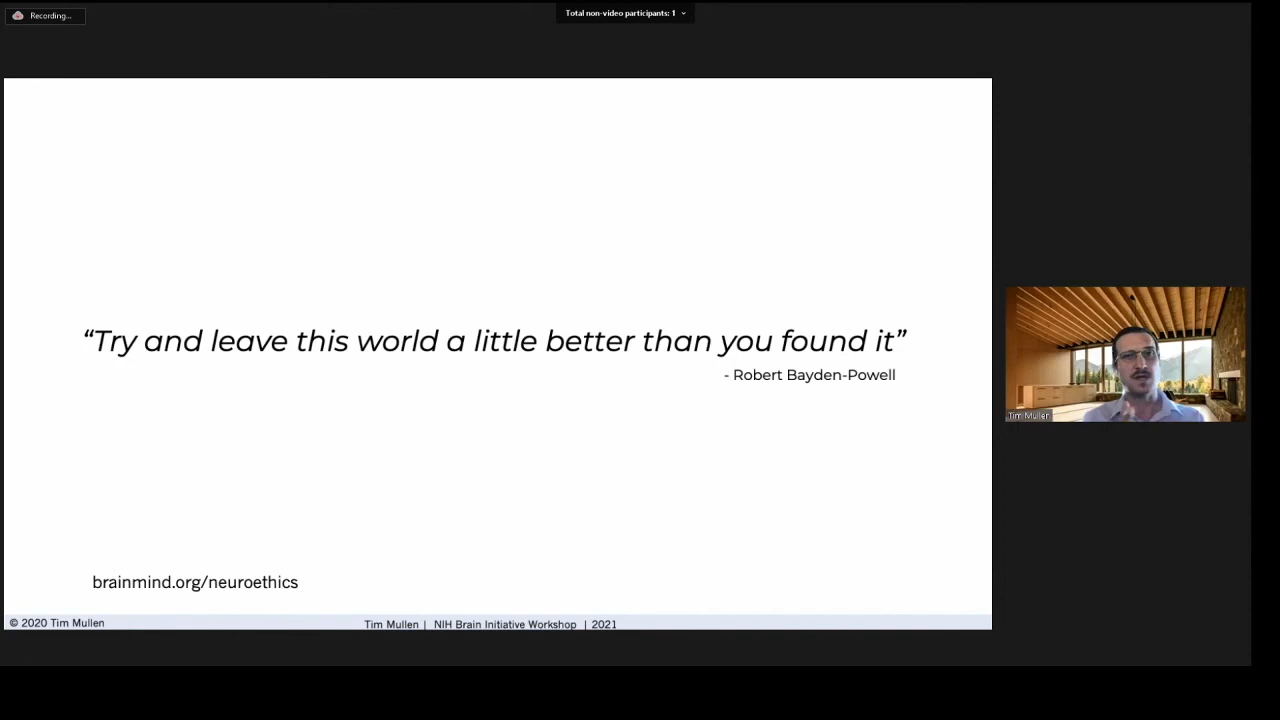 Recording...
Total non-video participants: 1
“Try and leave this world a little better than you found it”
- Robert Bayden-Powell
Tim Mullen
brainmind.org/neuroethics
© 2020 Tim Mullen
Tim Mullen | NIH Brain Initiative Workshop | 2021